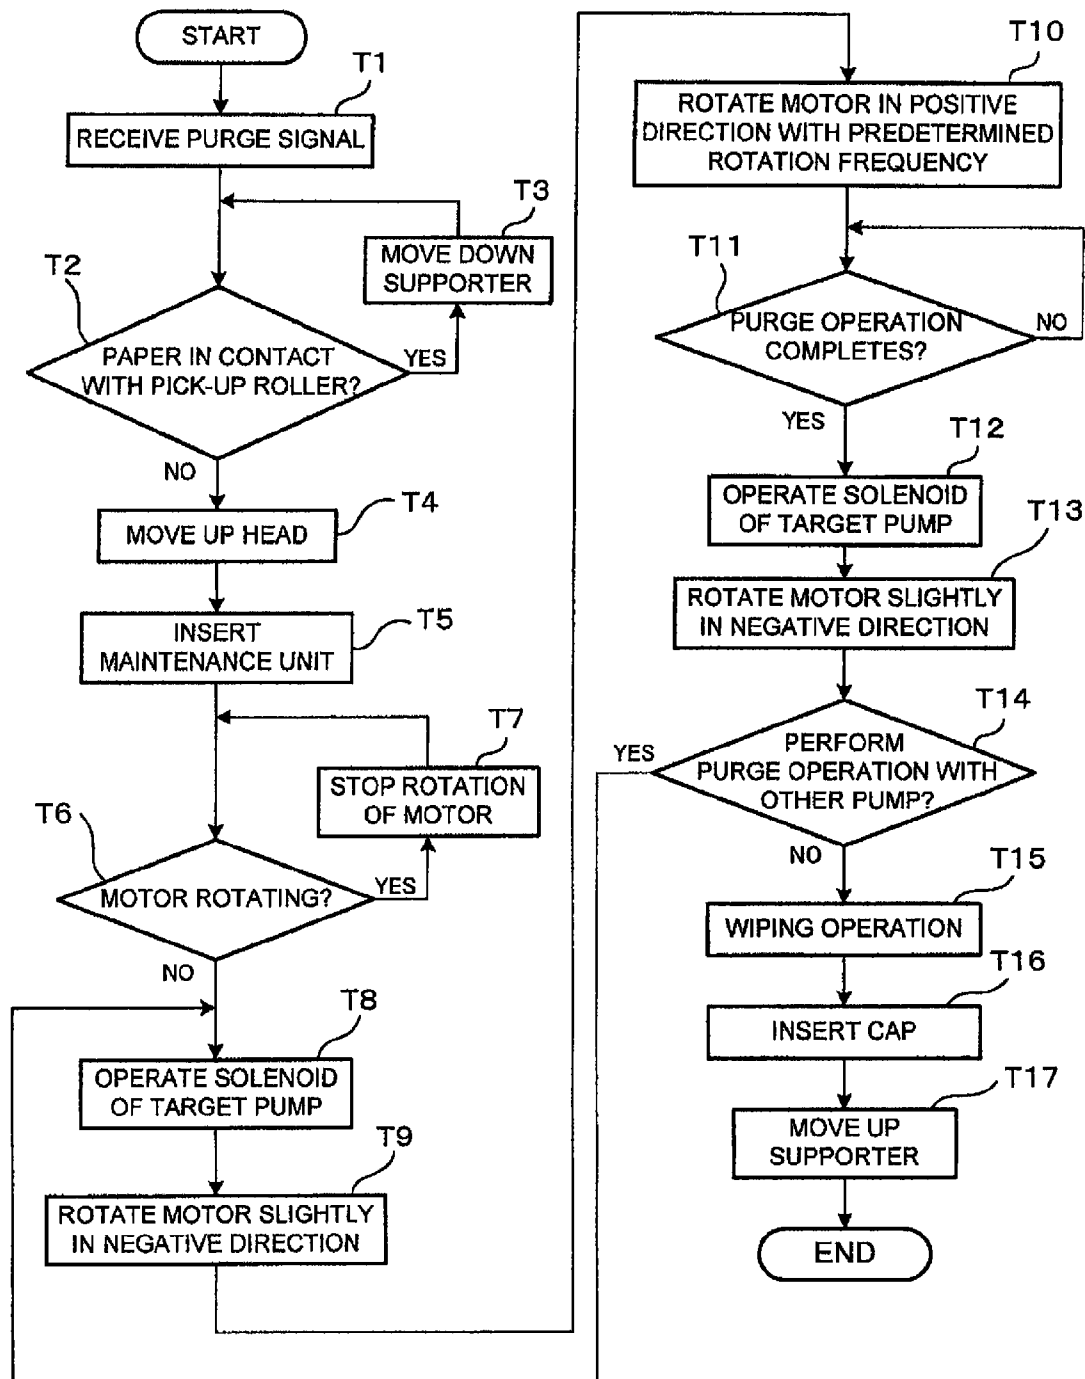 START
T1
RECEIVE PURGE SIGNAL
T3
MOVE DOWN
SUPPORTER
T2
PAPER IN CONTACT
WITH PICK-UP ROLLER?
YES
NO
T4
MOVE UP HEAD
T5
INSERT
MAINTENANCE UNIT
T7
STOP ROTATION
OF MOTOR
T6
MOTOR ROTATING?
YES
NO
T8
OPERATE SOLENOID
OF TARGET PUMP
T9
ROTATE MOTOR SLIGHTLY
IN NEGATIVE DIRECTION
T10
ROTATE MOTOR IN POSITIVE
DIRECTION WITH PREDETERMINED
ROTATION FREQUENCY
T11
PURGE OPERATION
COMPLETES?
NO
YES
T12
OPERATE SOLENOID
OF TARGET PUMP
T13
ROTATE MOTOR SLIGHTLY
IN NEGATIVE DIRECTION
T14
YES
PERFORM
PURGE OPERATION WITH
OTHER PUMP?
NO
T15
WIPING OPERATION
T16
INSERT CAP
T17
MOVE UP
SUPPORTER
END